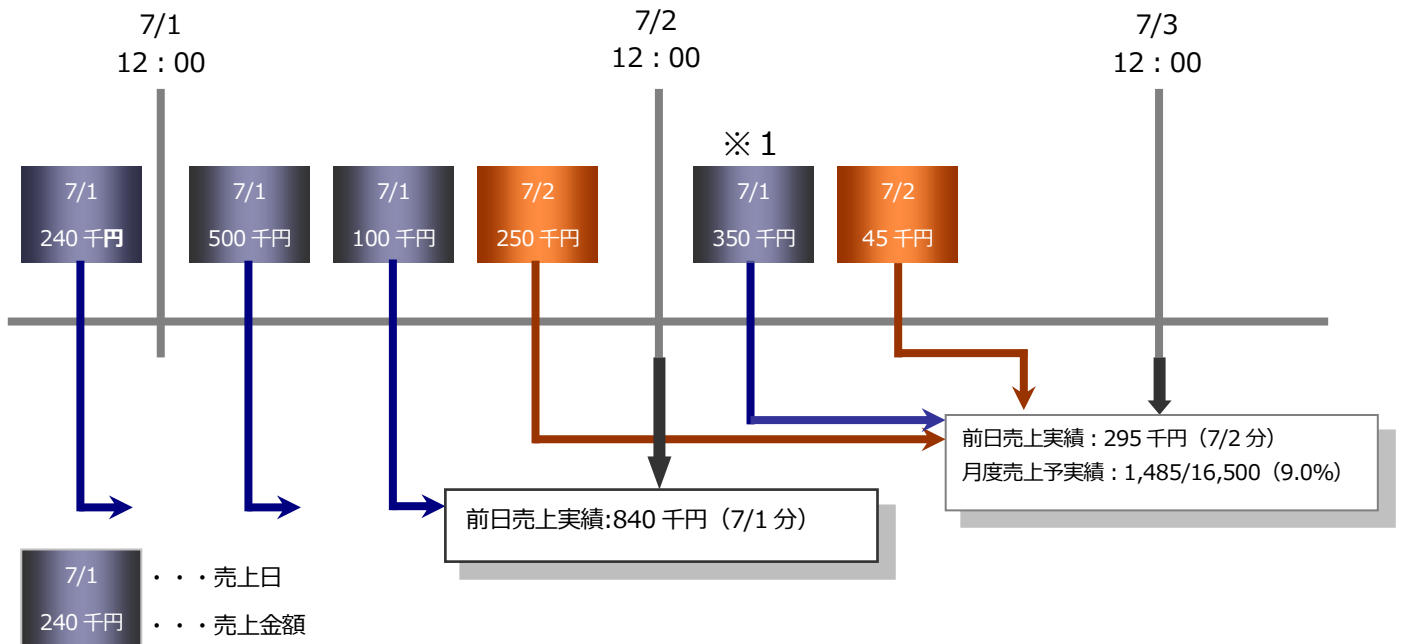 7/1
12：00
7/2
12：00
7/3
12：00
※１
7/1
240 千円
7/1
500 千円
7/1
100 千円
7/2
250 千円
7/1
350 千円
7/2
45 千円
前日売上実績：295 千円（7/2 分）
月度売上予実績：1,485/16,500（9.0%）
前日売上実績:840 千円（7/1 分）
7/1 ・・・売上日
240 千円 ・・・売上金額